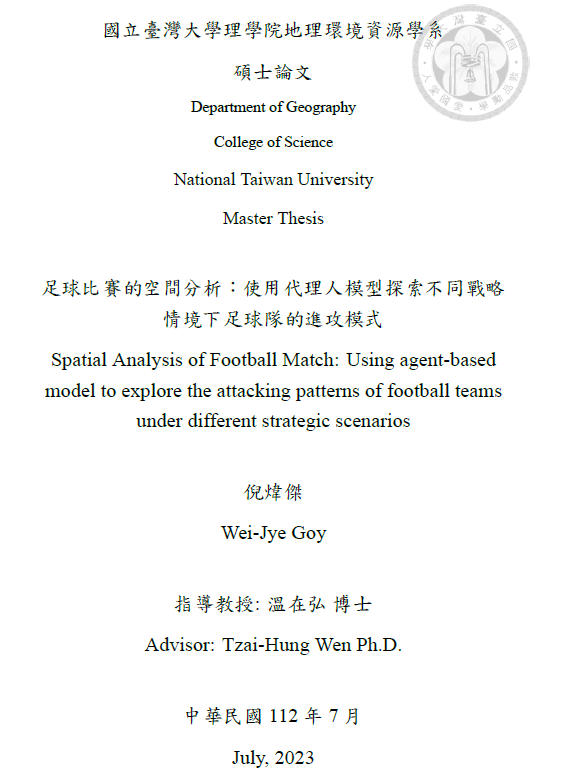 國立臺灣大學理學院地理環境資源學系
碩士論文
Department of Geography
College of Science
National Taiwan University
Master Thesis
足球比賽的空間分析：使用代理人模型探索不同戰略
情境下足球隊的進攻模式
Spatial Analysis of Football Match: Using agent-based
model to explore the attacking patterns of football teams
under different strategic scenarios
倪煒傑
Wei-Jye Goy
指導教授: 溫在弘 博士
Advisor: Tzai-Hung Wen Ph.D.
中華民國 112 年 7 月
July, 2023